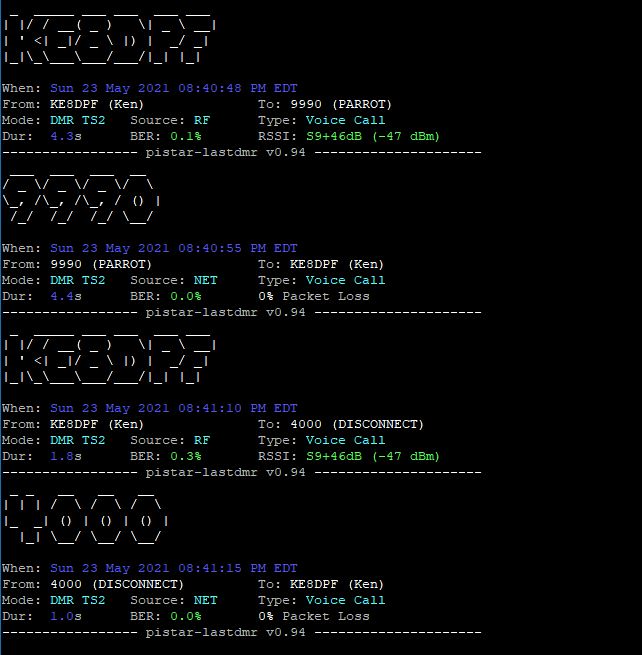 KE8DPF
When: Sun 23 May 2021 08:40:48 PM EDT
From: KE8DPF (Ken) To: 9990 (PARROT)
Mode: DMR TS2 Source: RF Type: Voice Call
Dur: 4.3s BER: 0.1% RSSI: S9+46dB (-47 dBm)
----------------- pistar-lastdmr v0.94 ---------------------
9990
When: Sun 23 May 2021 08:40:55 PM EDT
From: 9990 (PARROT) To: KE8DPF (Ken)
Mode: DMR TS2 Source: NET Type: Voice Call
Dur: 4.4s BER: 0.0% 0% Packet Loss
----------------- pistar-lastdmr v0.94 ---------------------
KE8DPF
When: Sun 23 May 2021 08:41:10 PM EDT
From: KE8DPF (Ken) To: 4000 (DISCONNECT)
Mode: DMR TS2 Source: RF Type: Voice Call
Dur: 1.8s BER: 0.3% RSSI: S9+46dB (-47 dBm)
----------------- pistar-lastdmr v0.94 ---------------------
4000
When: Sun 23 May 2021 08:41:15 PM EDT
From: 4000 (DISCONNECT) To: KE8DPF (Ken)
Mode: DMR TS2 Source: NET Type: Voice Call
Dur: 1.0s BER: 0.0% 0% Packet Loss
----------------- pistar-lastdmr v0.94 ---------------------